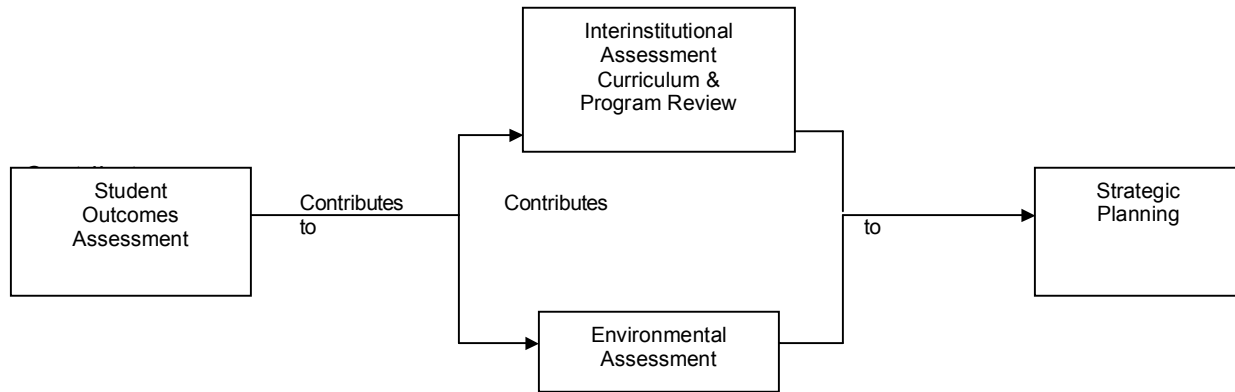 Interinstitutional
Assessment
Curriculum &
Program Review
Student
Outcomes
Assessment
Contributes
to
Contributes
to
Strategic
Planning
Environmental
Assessment